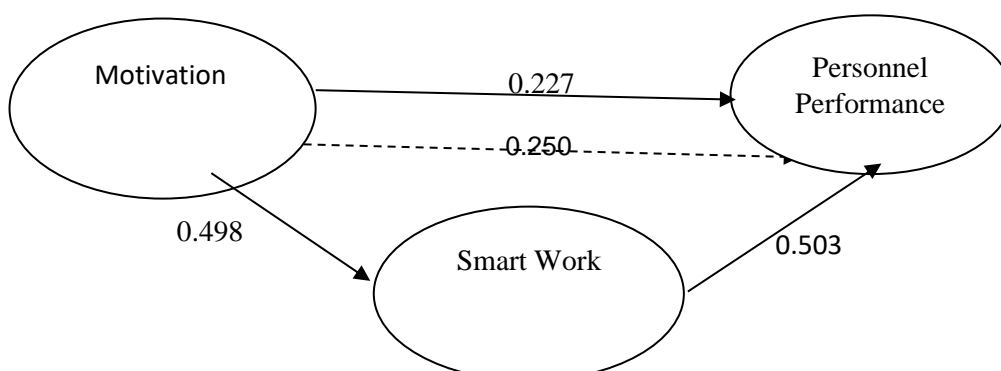 Motivation
Personnel
Performance
0.227
0.250
0.498
Smart Work
0.503